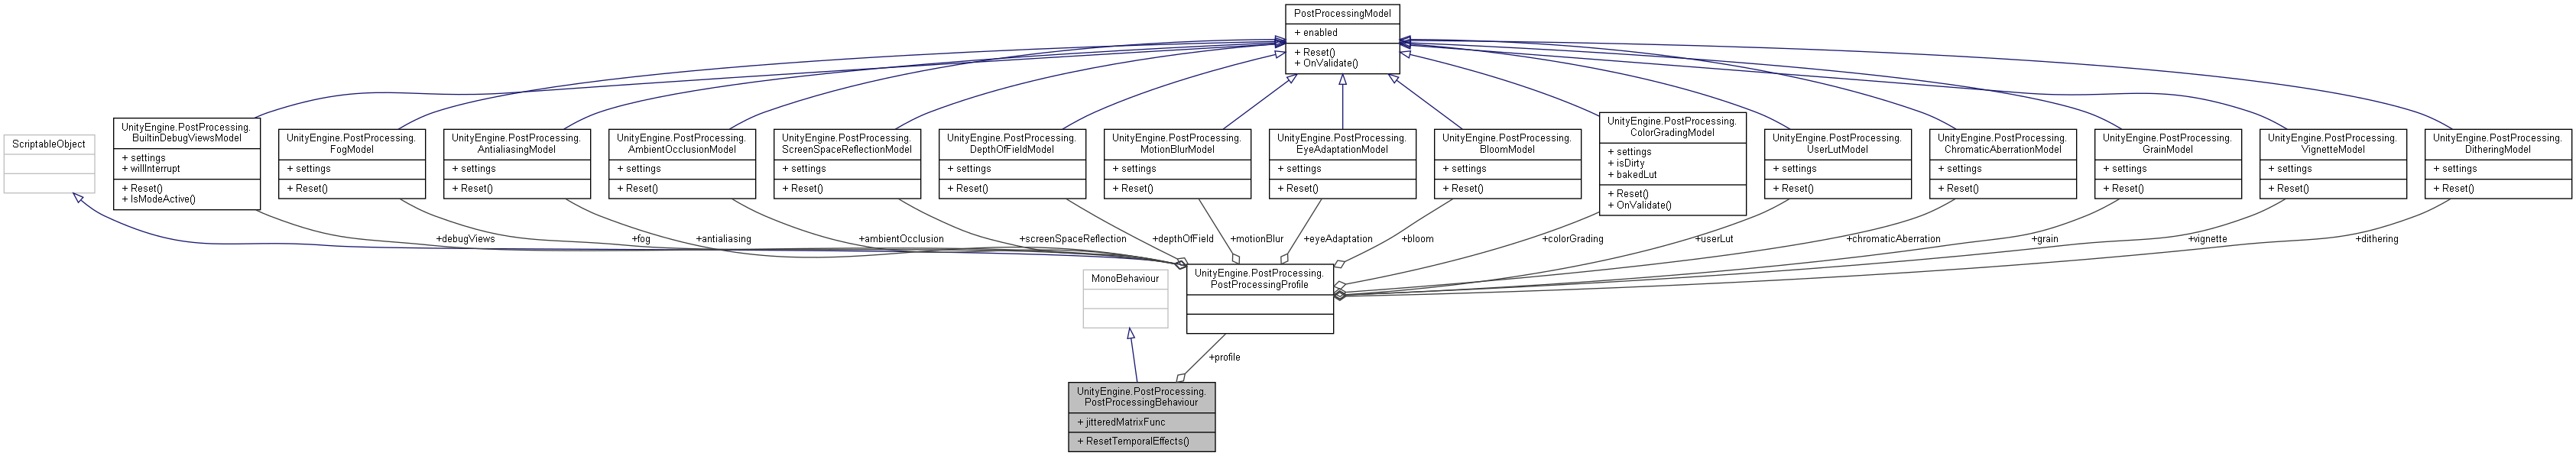 PostProcessingModel
+ enabled
+ Reset()
+ OnValidate()
ScriptableObject
UnityEngine.PostProcessing.
BuiltinDebugViewsModel
+ settings
+ willInterrupt
+ Reset()
+ IsModeActive()
UnityEngine.PostProcessing.
FogModel
+ settings
+ Reset()
UnityEngine.PostProcessing.
AntialiasingModel
+ settings
+ Reset()
UnityEngine.PostProcessing.
AmbientOcclusionModel
+ settings
+ Reset()
UnityEngine.PostProcessing.
ScreenSpaceReflectionModel
+ settings
+ Reset()
UnityEngine.PostProcessing.
DepthOfFieldModel
+ settings
+ Reset()
UnityEngine.PostProcessing.
MotionBlurModel
+ settings
+ Reset()
UnityEngine.PostProcessing.
EyeAdaptationModel
+ settings
+ Reset()
UnityEngine.PostProcessing.
BloomModel
+ settings
+ Reset()
UnityEngine.PostProcessing.
ColorGradingModel
+ settings
+ isDirty
+ bakedLut
+ Reset()
+ OnValidate()
UnityEngine.PostProcessing.
UserLutModel
+ settings
+ Reset()
UnityEngine.PostProcessing.
ChromaticAberrationModel
+ settings
+ Reset()
UnityEngine.PostProcessing.
GrainModel
+ settings
+ Reset()
UnityEngine.PostProcessing.
VignetteModel
+ settings
+ Reset()
UnityEngine.PostProcessing.
DitheringModel
+ settings
+ Reset()
+debugViews
+fog
+antialiasing
+ambientOcclusion
+screenSpaceReflection
+depthOfField
+motionBlur
+eyeAdaptation
+bloom
+colorGrading
+userLut
+chromaticAberration
+grain
+vignette
+dithering
MonoBehaviour
UnityEngine.PostProcessing.
PostProcessingProfile
+profile
UnityEngine.PostProcessing.
PostProcessingBehaviour
+ jitteredMatrixFunc
+ ResetTemporalEffects()